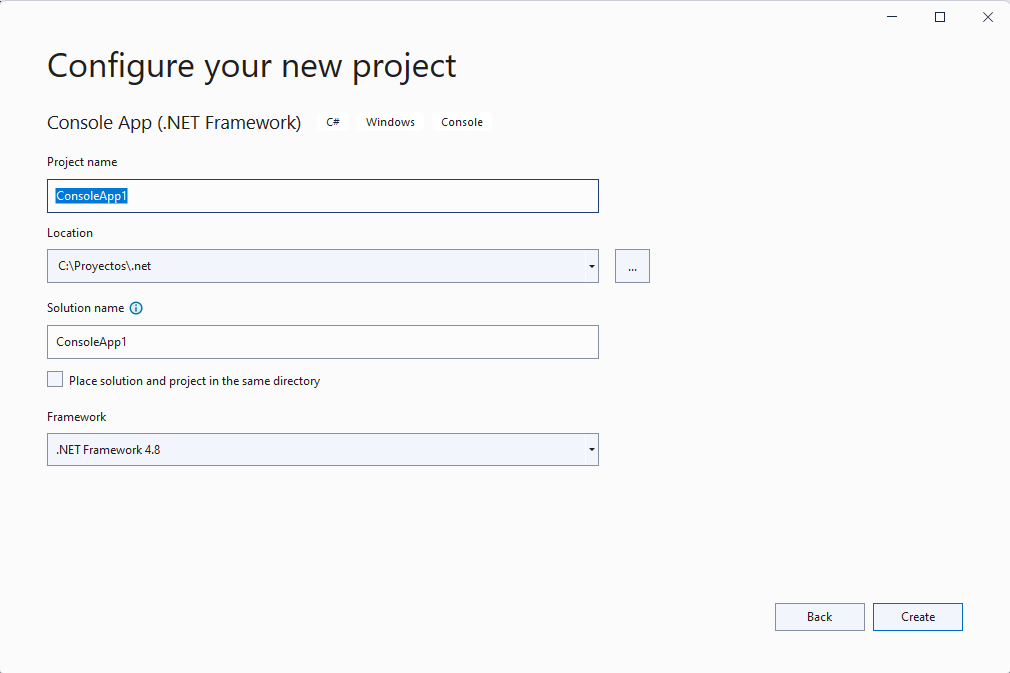 Configure your new project
Console App (.NET Framework) C# Windows Console
Project name
ConsoleApp1
Location
C:\Proyectos\.net
...
Solution name
ConsoleApp1
Place solution and project in the same directory
Framework
.NET Framework 4.8
Back Create